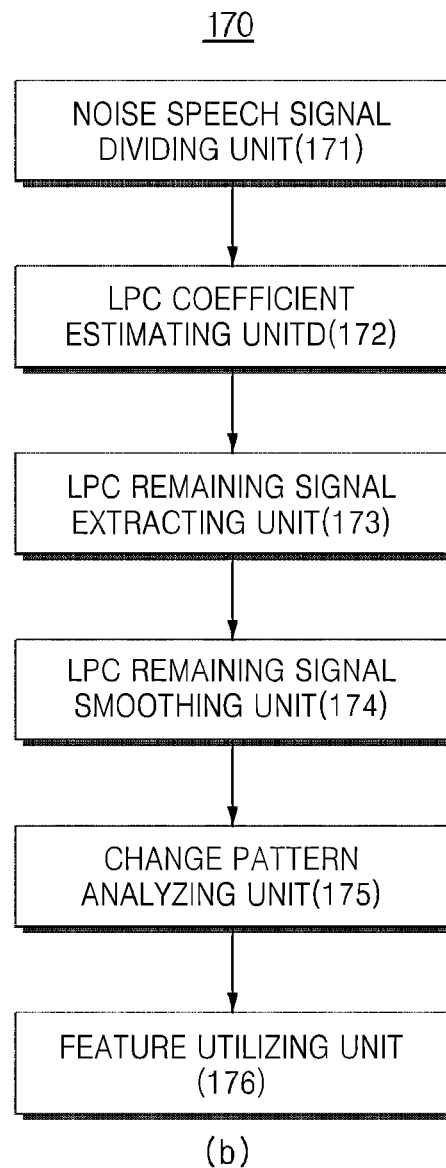 170
NOISE SPEECH SIGNAL
DIVIDING UNIT(171)
LPC COEFFICIENT
ESTIMATING UNITD(172)
LPC REMAINING SIGNAL
EXTRACTING UNIT(173)
LPC REMAINING SIGNAL
SMOOTHING UNIT(174)
CHANGE PATTERN
ANALYZING UNIT(175)
FEATURE UTILIZING UNIT
(176)
(b)